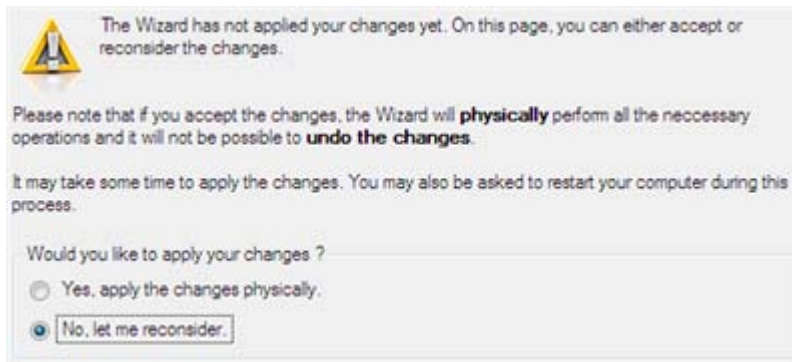 The Wizard has not applied your changes yet. On this page, you can either accept or
reconsider the changes.
Please note that if you accept the changes, the Wizard will physically perform all the neccessary
operations and it will not be possible to undo the changes.
It may take some time to apply the changes. You may also be asked to restart your computer during this
process.
Would you like to apply your changes ?
Yes, apply the changes physically.
No, let me reconsider.